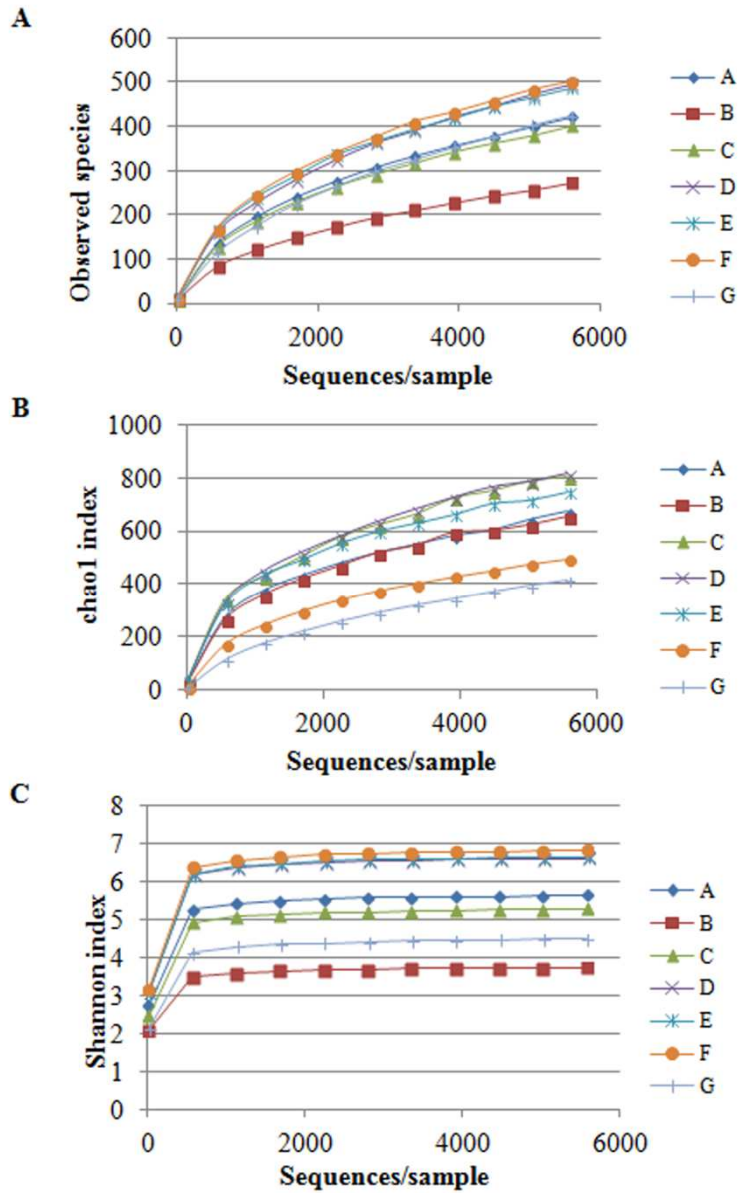 A
Observed species
600
500
400
300
200
100
0
0 2000 4000 6000
Sequences/sample
A
B
C
D
E
F
G
B
chao1 index
1000
800
600
400
200
0
0 2000 4000 6000
Sequences/sample
A
B
C
D
E
F
G
C
Shannon index
8
7
6
5
4
3
2
1
0
0 2000 4000 6000
Sequences/sample
A
B
C
D
E
F
G